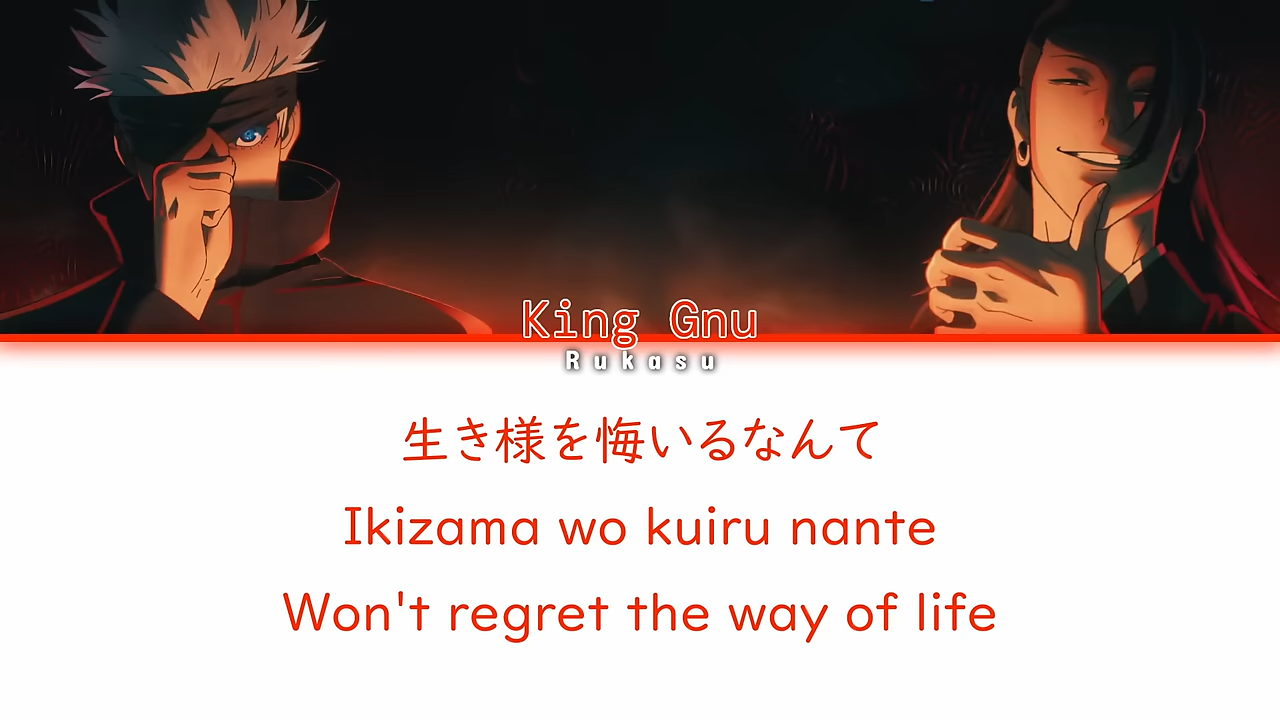 King Gnu
Rukasu
生き様を悔いるなんて
Ikizama wo kuiru nante
Won't regret the way of life